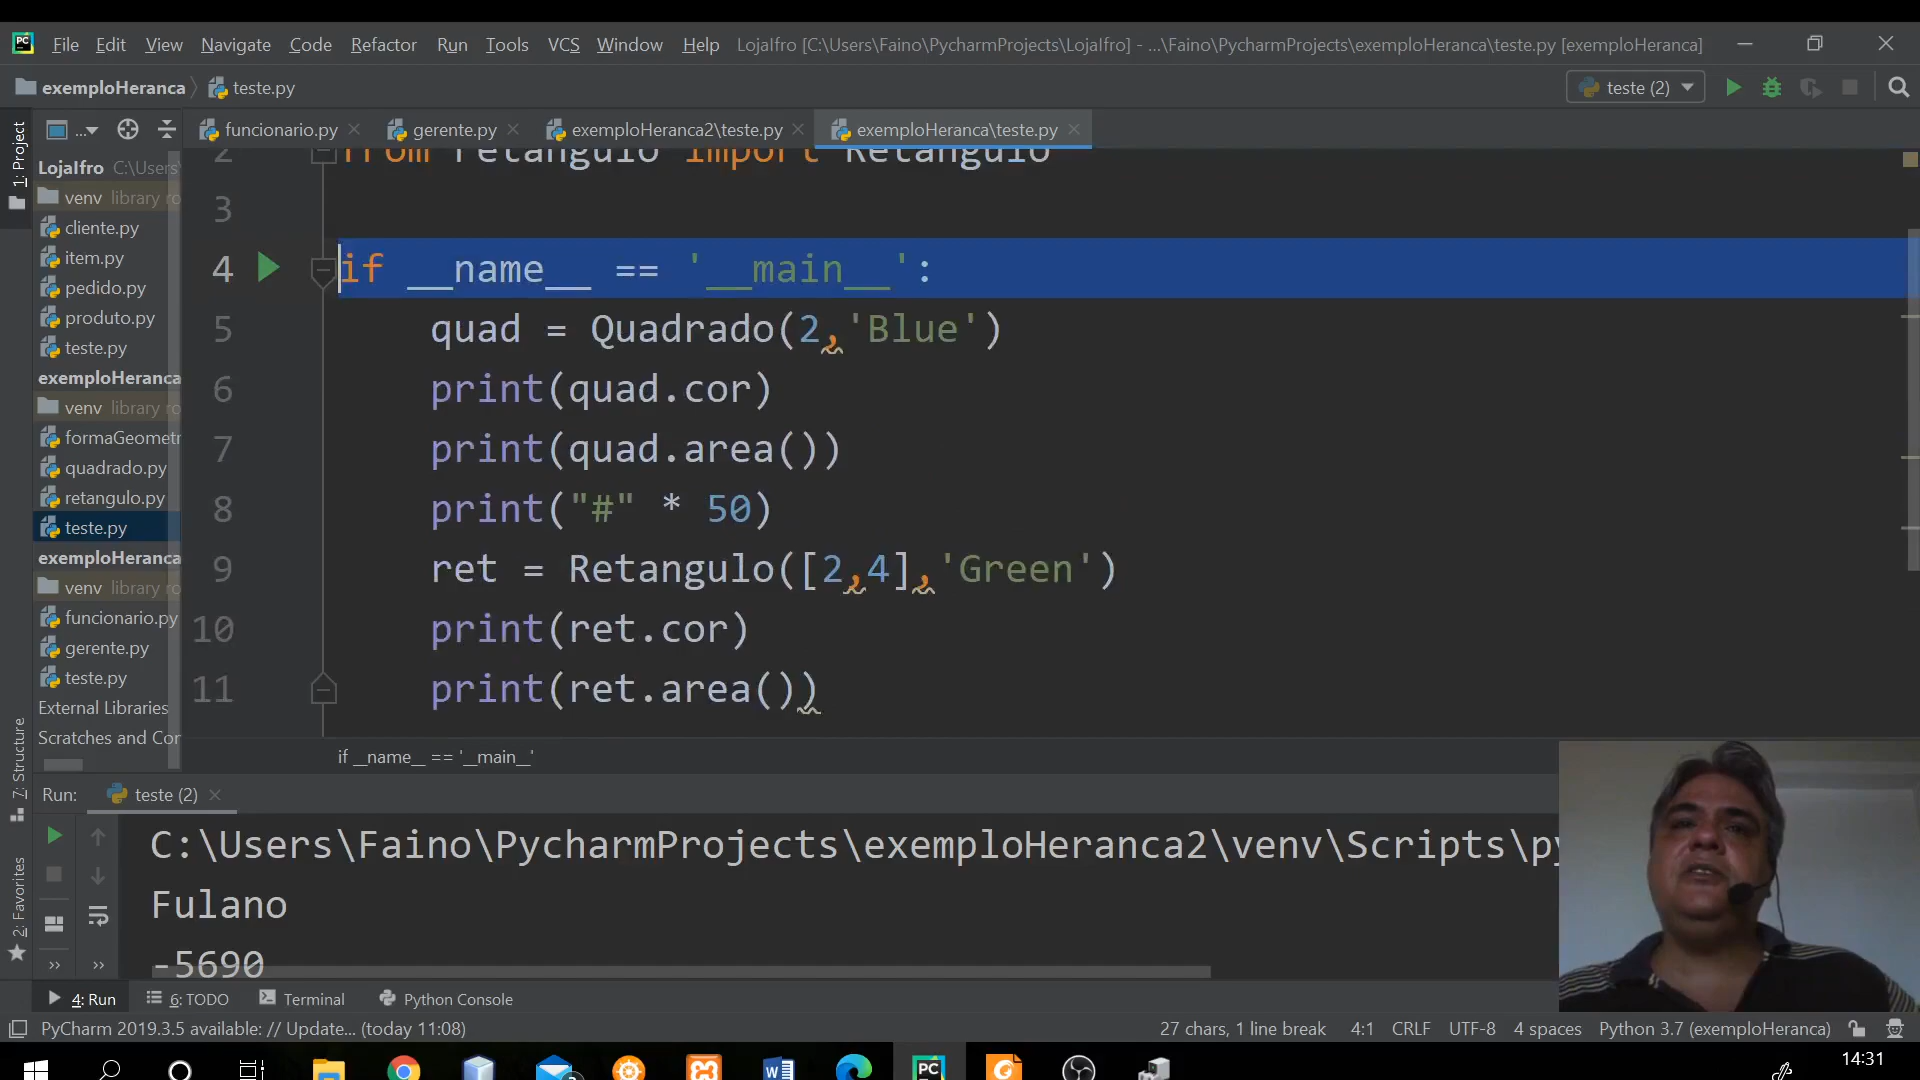 File Edit View Navigate Code Refactor Run Tools VCS Window Help LojaIfro [C:\Users\Faino\PycharmProjects\LojaIfro] - ...\Faino\PycharmProjects\exemploHeranca\teste.py [exemploHeranca]
exemploHeranca teste.py teste (2)
1: Project
... funcionario.py gerente.py exemploHeranca2\teste.py exemploHeranca\teste.py
LojaIfro C:\Users
venv library ro
cliente.py
item.py
pedido.py
produto.py
teste.py
exemploHeranca
venv library ro
formaGeometr
quadrado.py
retangulo.py
teste.py
exemploHeranca
venv library ro
funcionario.py
gerente.py
teste.py
External Libraries
Scratches and Cor
2 from retangulo import Retangulo
3
4 if __name__ == '__main__':
5 quad = Quadrado(2,'Blue')
6 print(quad.cor)
7 print(quad.area())
8 print("#" * 50)
9 ret = Retangulo([2,4],'Green')
10 print(ret.cor)
11 print(ret.area())
if __name__ == '__main__'
7: Structure
2: Favorites
Run: teste (2)
C:\Users\Faino\PycharmProjects\exemploHeranca2\venv\Scripts\py
Fulano
-5690
4: Run 6: TODO Terminal Python Console
PyCharm 2019.3.5 available: // Update... (today 11:08) 27 chars, 1 line break 4:1 CRLF UTF-8 4 spaces Python 3.7 (exemploHeranca)
14:31